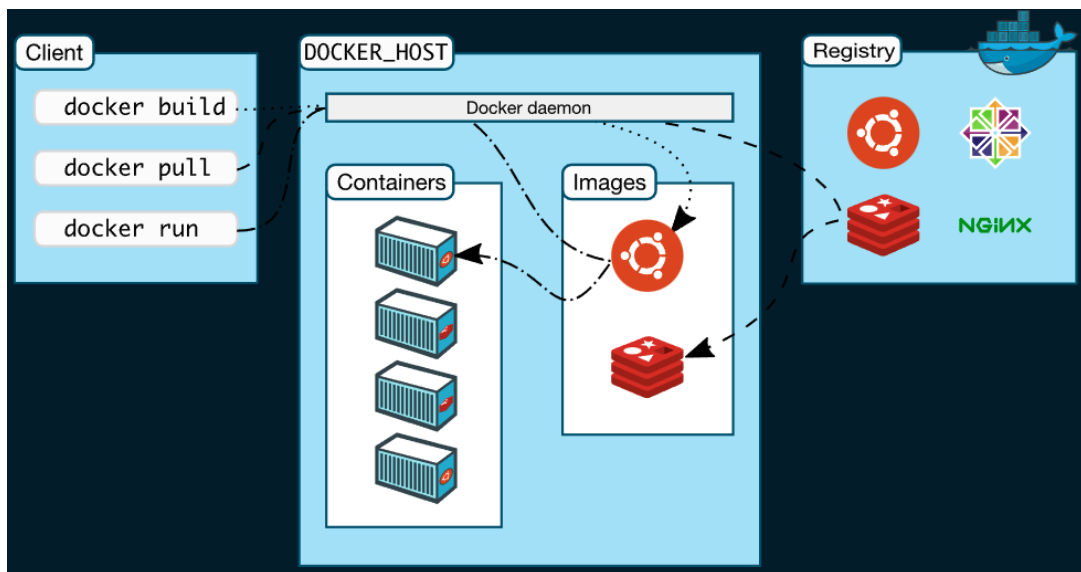 Client
docker build
docker pull
docker run
DOCKER_HOST
Docker daemon
Containers
Images
Registry
NGINX